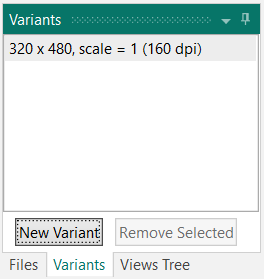 Variants
320 x 480, scale = 1 (160 dpi)
New Variant Remove Selected
Files Variants Views Tree